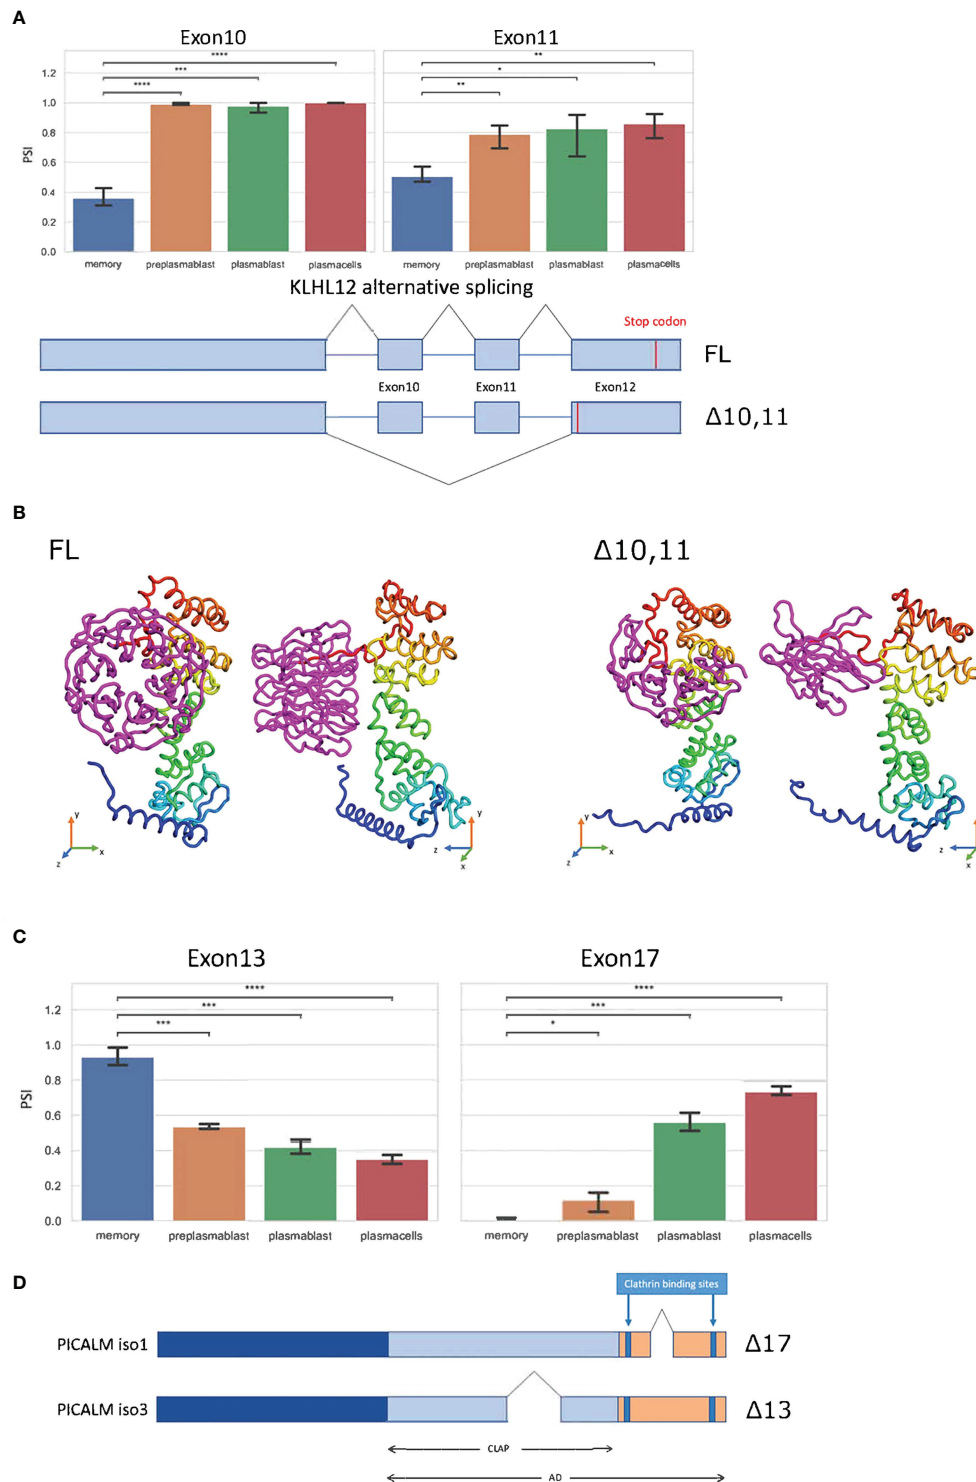 A
Exon10
Exon11
**** *** **** ** * **
PSI
1.2
1.0
0.8
0.6
0.4
0.2
0.0
memory preplasmablast plasmablast plasmacells
memory preplasmablast plasmablast plasmacells
KLHL12 alternative splicing
Stop codon
FL
Exon10 Exon11 Exon12
Δ10,11
B
FL
Δ10,11
y z x
y z x
y z x
y z x
C
Exon13
Exon17
**** *** *** **** *** *
PSI
1.2
1.0
0.8
0.6
0.4
0.2
0.0
memory preplasmablast plasmablast plasmacells
memory preplasmablast plasmablast plasmacells
D
Clathrin binding sites
PICALM iso1
Δ17
PICALM iso3
Δ13
CLAP
AD